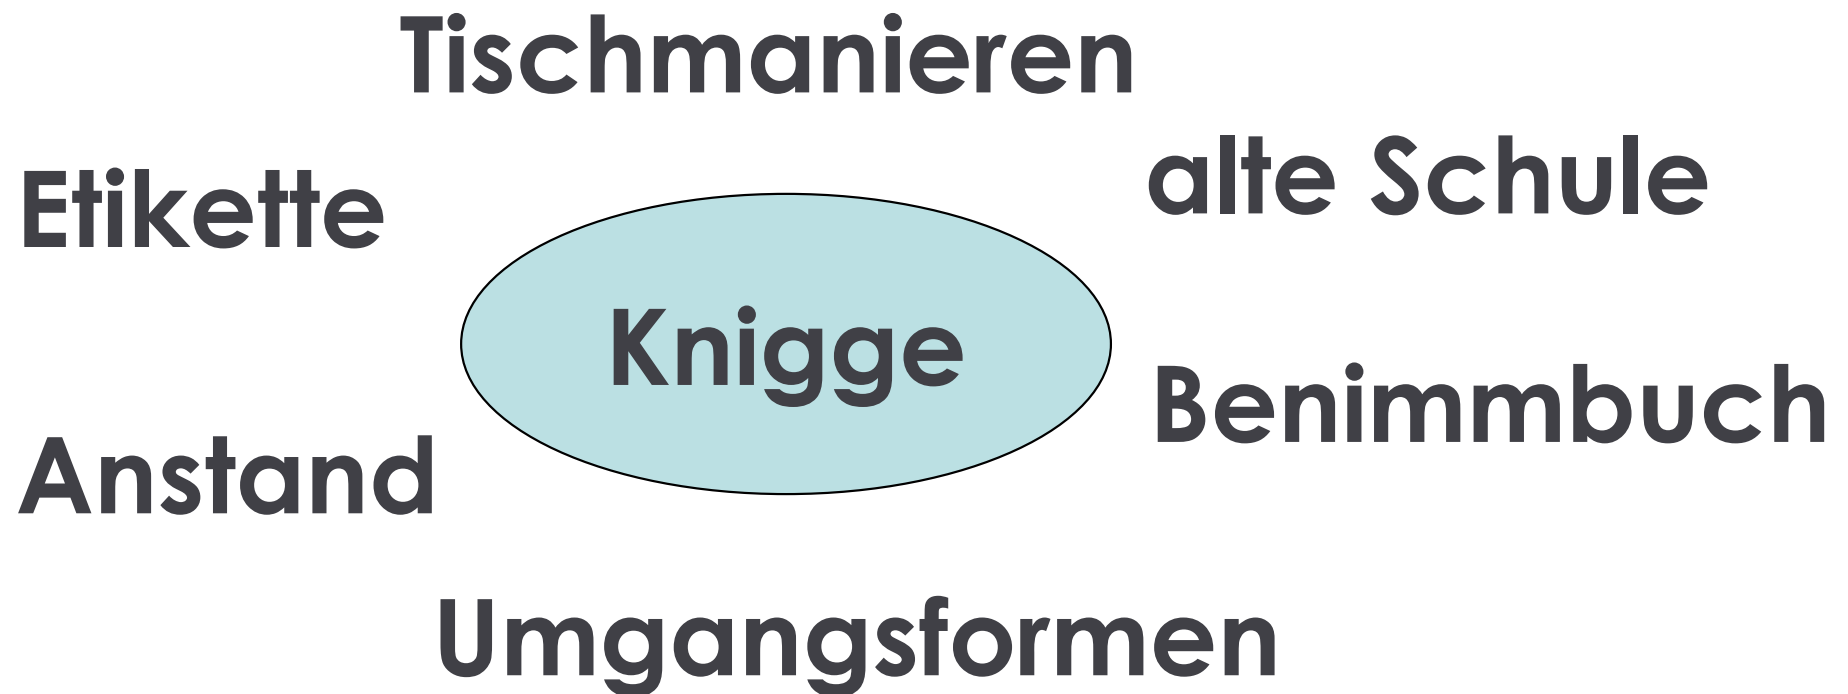 Tischmanieren
alte Schule
Etikette
Knigge
Benimmbuch
Anstand
Umgangsformen